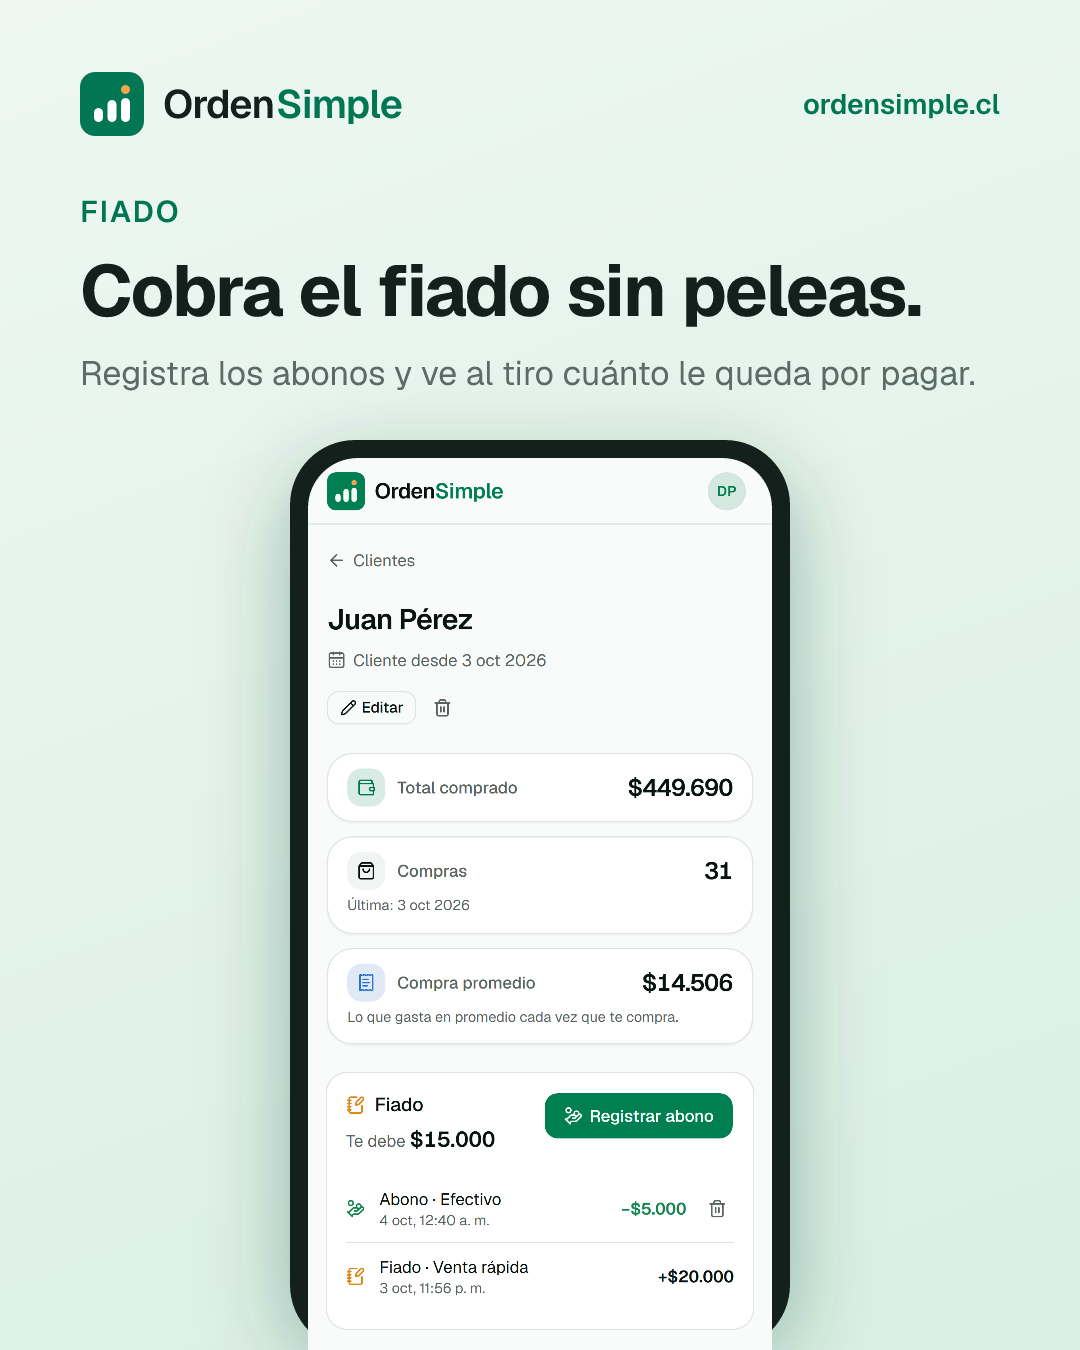 OrdenSimple
ordensimple.cl
FIADO
Cobra el fiado sin peleas.
Registra los abonos y ve al tiro cuánto le queda por pagar.
OrdenSimple
DP
Clientes
Juan Pérez
Cliente desde 3 oct 2026
Editar
Total comprado
$449.690
Compras
31
Última: 3 oct 2026
Compra promedio
$14.506
Lo que gasta en promedio cada vez que te compra.
Fiado
Te debe $15.000
Registrar abono
Abono · Efectivo
4 oct, 12:40 a. m.
−$5.000
Fiado · Venta rápida
3 oct, 11:56 p. m.
+$20.000